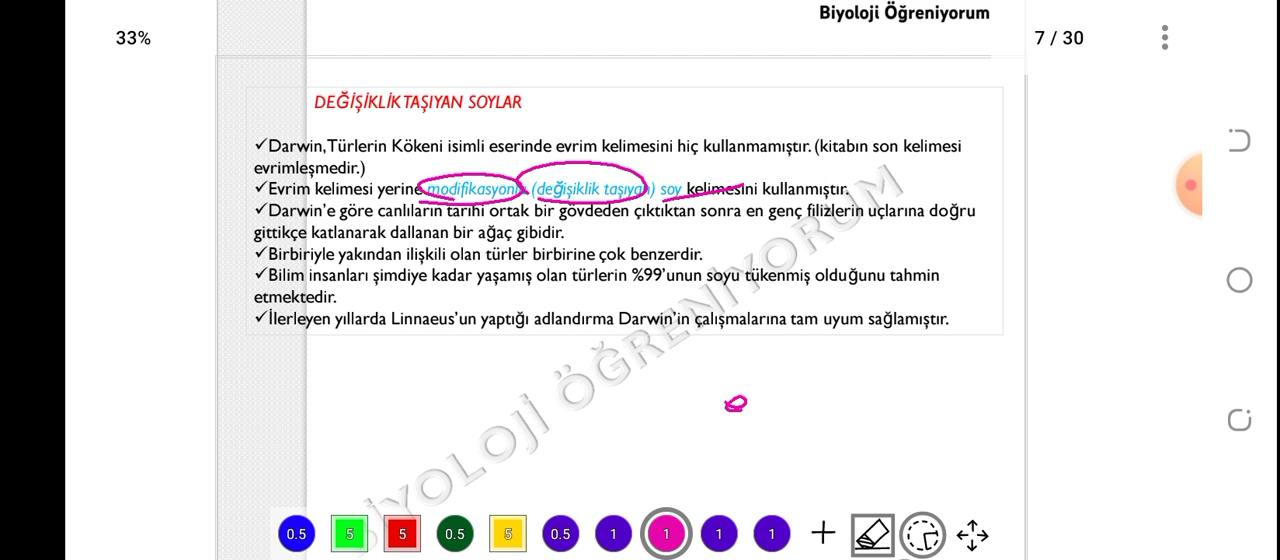 Biyoloji Öğreniyorum
33%
7 / 30
DEĞİŞİKLİK TAŞIYAN SOYLAR
✓Darwin,Türlerin Kökeni isimli eserinde evrim kelimesini hiç kullanmamıştır. (kitabın son kelimesi
evrimleşmedir.)
✓Evrim kelimesi yerine modifikasyonlu (değişiklik taşıyan) soy kelimesini kullanmıştır.
✓Darwin'e göre canlıların tarihi ortak bir gövdeden çıktıktan sonra en genç filizlerin uçlarına doğru
gittikçe katlanarak dallanan bir ağaç gibidir.
✓Birbiriyle yakından ilişkili olan türler birbirine çok benzerdir.
✓Bilim insanları şimdiye kadar yaşamış olan türlerin %99'unun soyu tükenmiş olduğunu tahmin
etmektedir.
✓İlerleyen yıllarda Linnaeus'un yaptığı adlandırma Darwin'in çalışmalarına tam uyum sağlamıştır.
BİYOLOJİ ÖĞRENİYORUM
0.5 5 5 0.5 5 0.5 1 1 1 1